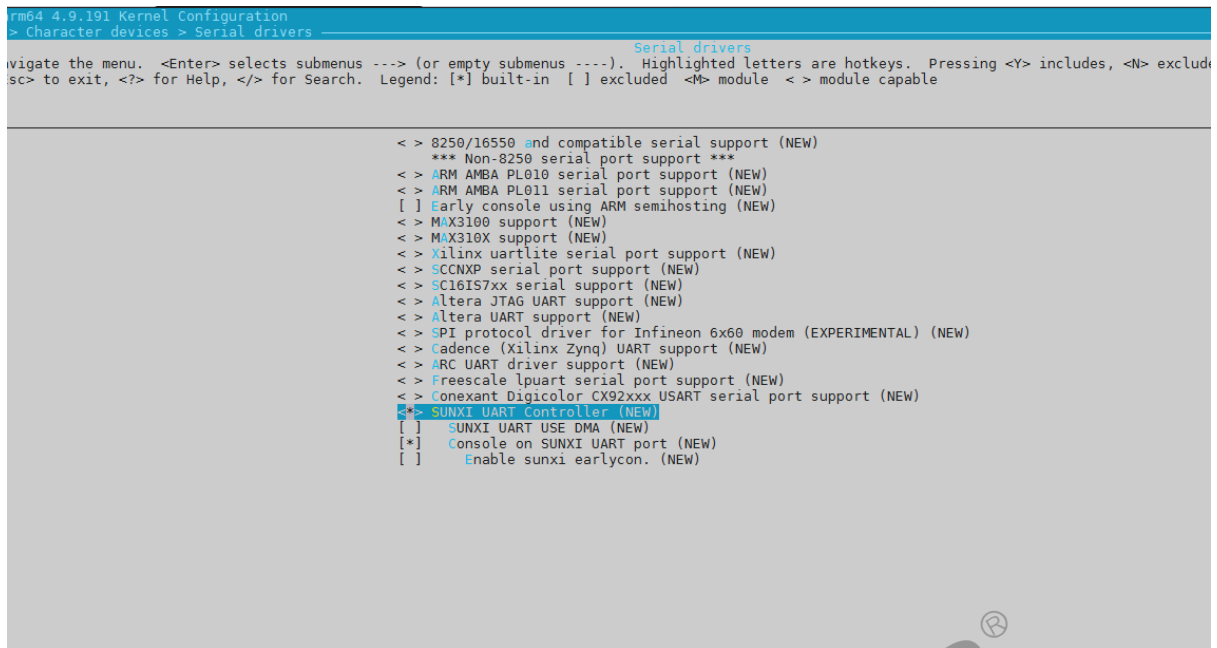 rm64 4.9.191 Kernel Configuration
> Character devices > Serial drivers
Serial drivers
vigate the menu. <Enter> selects submenus ---> (or empty submenus ----). Highlighted letters are hotkeys. Pressing <Y> includes, <N> exclude
sc> to exit, <?> for Help, </> for Search. Legend: [*] built-in [ ] excluded <M> module < > module capable
< > 8250/16550 and compatible serial support (NEW)
*** Non-8250 serial port support ***
< > ARM AMBA PL010 serial port support (NEW)
< > ARM AMBA PL011 serial port support (NEW)
[ ] Early console using ARM semihosting (NEW)
< > MAX3100 support (NEW)
< > MAX310X support (NEW)
< > Xilinx uartlite serial port support (NEW)
< > SCCNXP serial port support (NEW)
< > SC16IS7xx serial support (NEW)
< > Altera JTAG UART support (NEW)
< > Altera UART support (NEW)
< > SPI protocol driver for Infineon 6x60 modem (EXPERIMENTAL) (NEW)
< > Cadence (Xilinx Zynq) UART support (NEW)
< > ARC UART driver support (NEW)
< > Freescale lpuart serial port support (NEW)
< > Conexant Digicolor CX92xxx USART serial port support (NEW)
<*> SUNXI UART Controller (NEW)
[ ] SUNXI UART USE DMA (NEW)
[*] Console on SUNXI UART port (NEW)
[ ] Enable sunxi earlycon. (NEW)
®